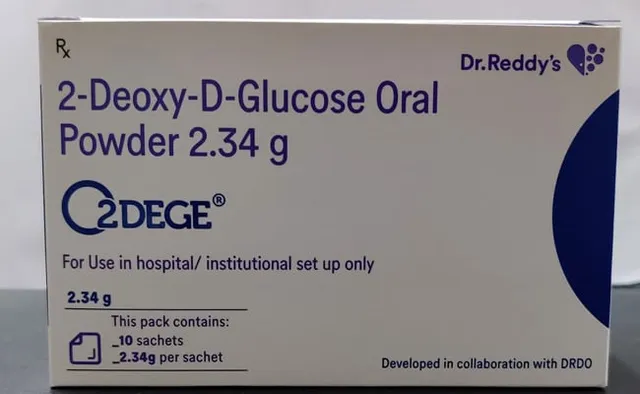 Rx
Dr.Reddy's
2-Deoxy-D-Glucose Oral
Powder 2.34 g
2DEGE®
For Use in hospital/ institutional set up only
2.34 g
This pack contains:
_10 sachets
_2.34g per sachet
Developed in collaboration with DRDO